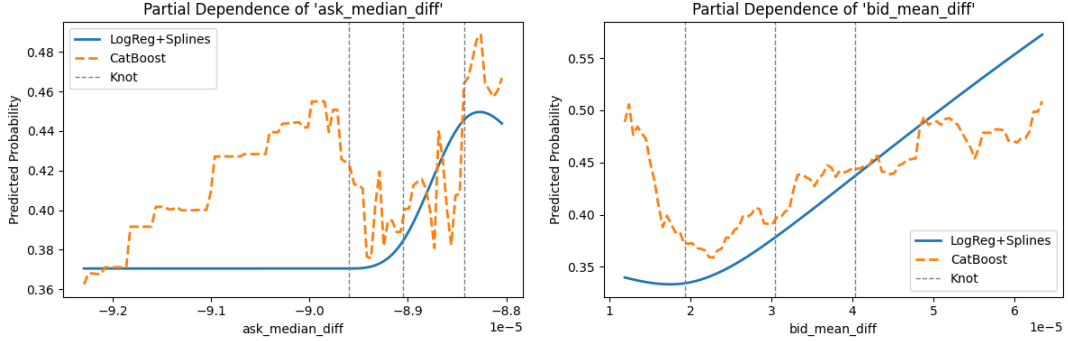 Partial Dependence of 'ask_median_diff'
LogReg+Splines
CatBoost
Knot
Predicted Probability
0.48
0.46
0.44
0.42
0.40
0.38
0.36
−9.2
−9.1
−9.0
−8.9
−8.8
1e−5
ask_median_diff
Partial Dependence of 'bid_mean_diff'
Predicted Probability
0.55
0.50
0.45
0.40
0.35
LogReg+Splines
CatBoost
Knot
1
2
3
4
5
6
1e−5
bid_mean_diff